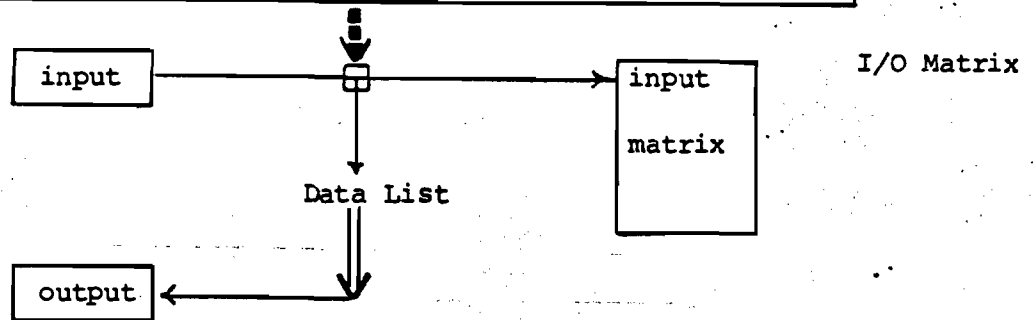 input
input
matrix
I/O Matrix
Data List
output